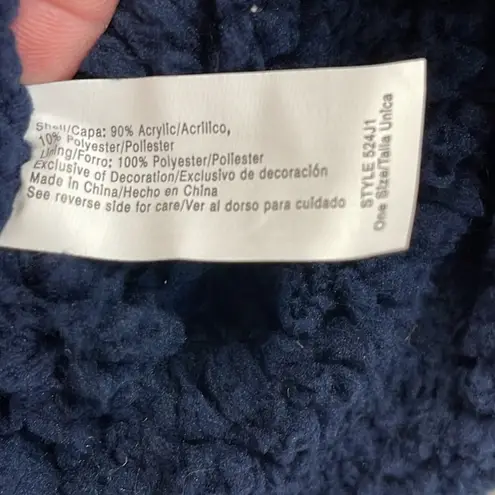 Shell/Capa: 90% Acrylic/Acrilico,
10% Polyester/Poliester
Lining/Forro: 100% Polyester/Poliester
Exclusive of Decoration/Exclusivo de decoración
Made in China/Hecho en China
See reverse side for care/Ver al dorso para cuidado
STYLE 524J1
One Size/Talla Unica